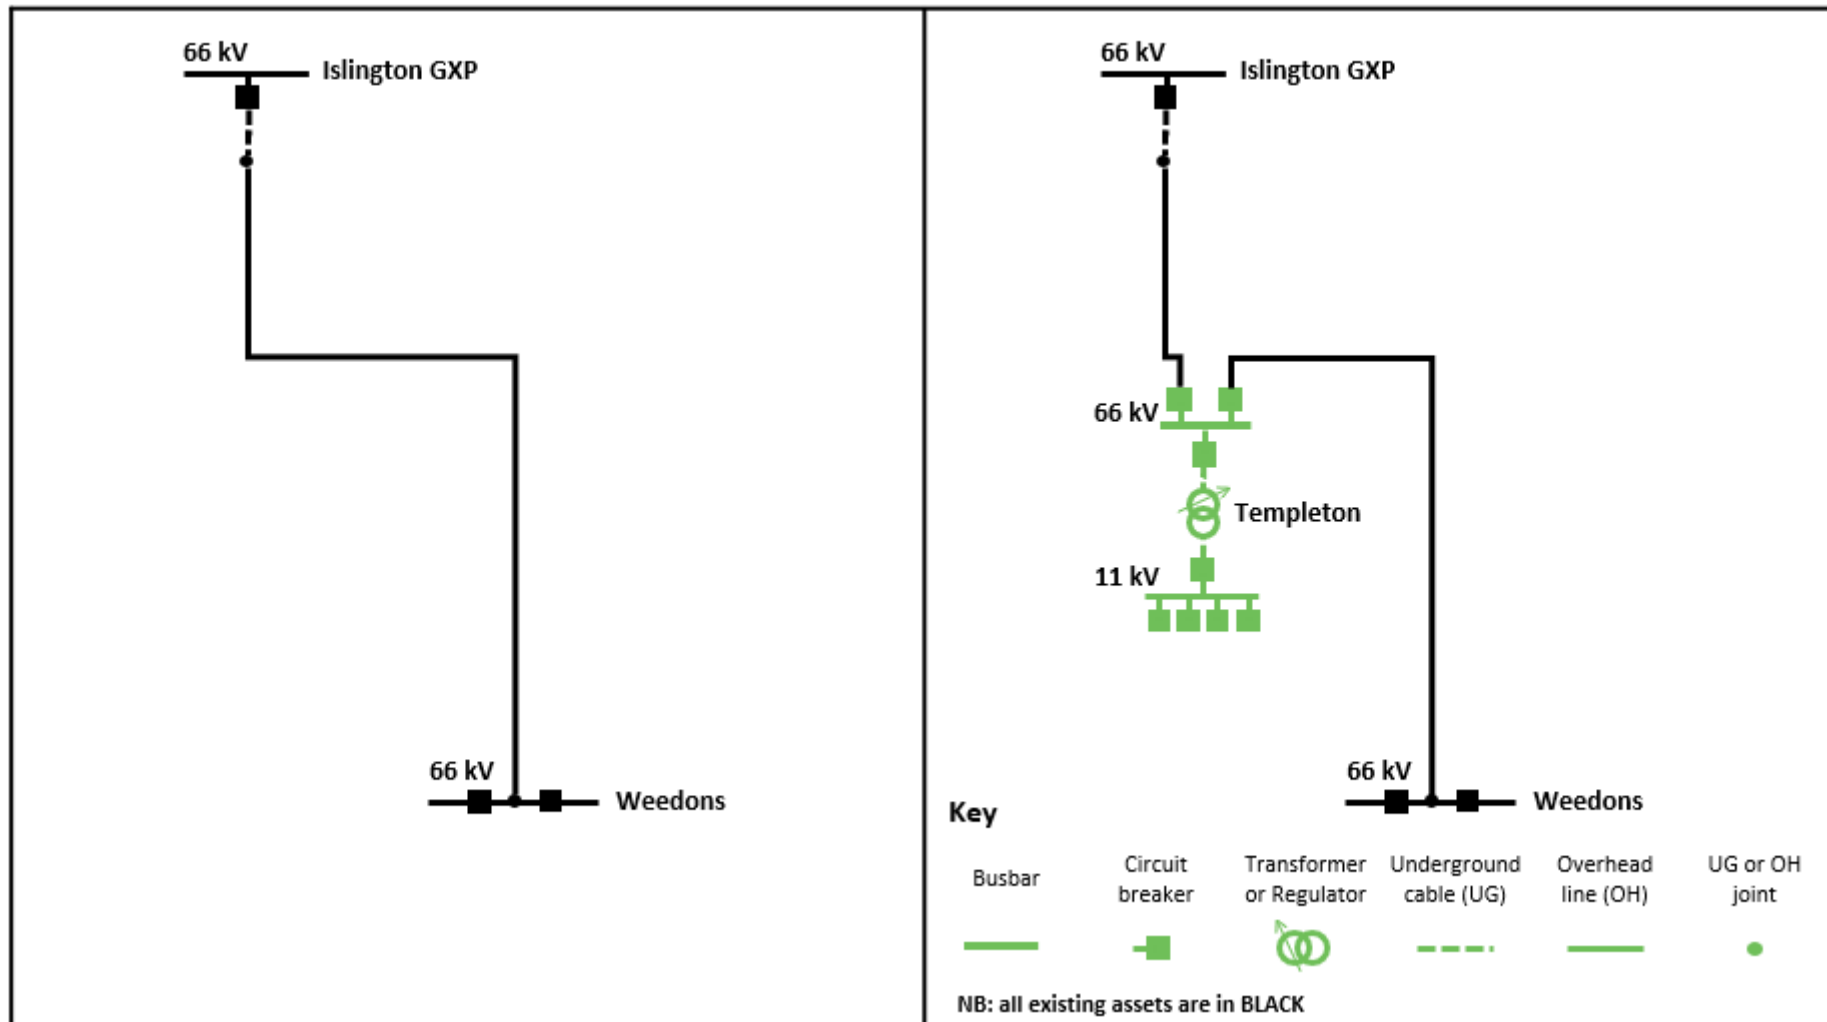 66 kV
Islington GXP
66 kV
Weedons
66 kV
Islington GXP
66 kV
Templeton
11 kV
66 kV
Weedons
Key
Busbar
Circuit
breaker
Transformer
or Regulator
Underground
cable (UG)
Overhead
line (OH)
UG or OH
joint
NB: all existing assets are in BLACK